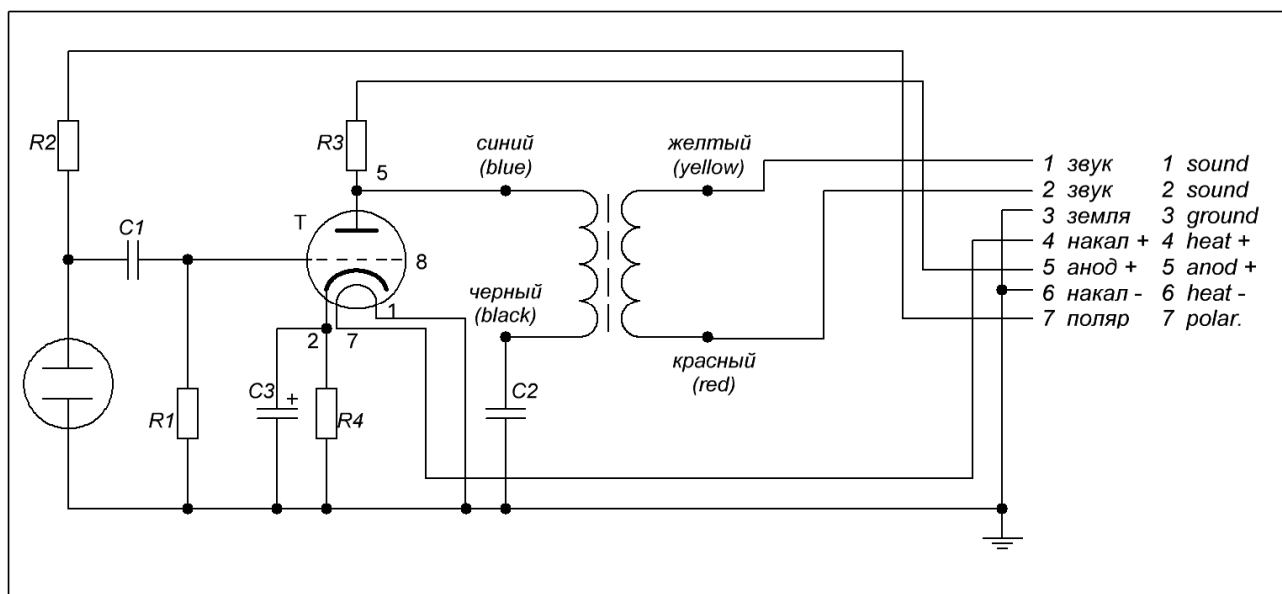 R2
R3
5
синий
(blue)
желтый
(yellow)
1 звук 1 sound
2 звук 2 sound
3 земля 3 ground
4 накал + 4 heat +
5 анод + 5 anod +
6 накал - 6 heat -
7 поляр 7 polar.
T
C1
8
черный
(black)
1
2 7
красный
(red)
R1
C3 +
R4
C2